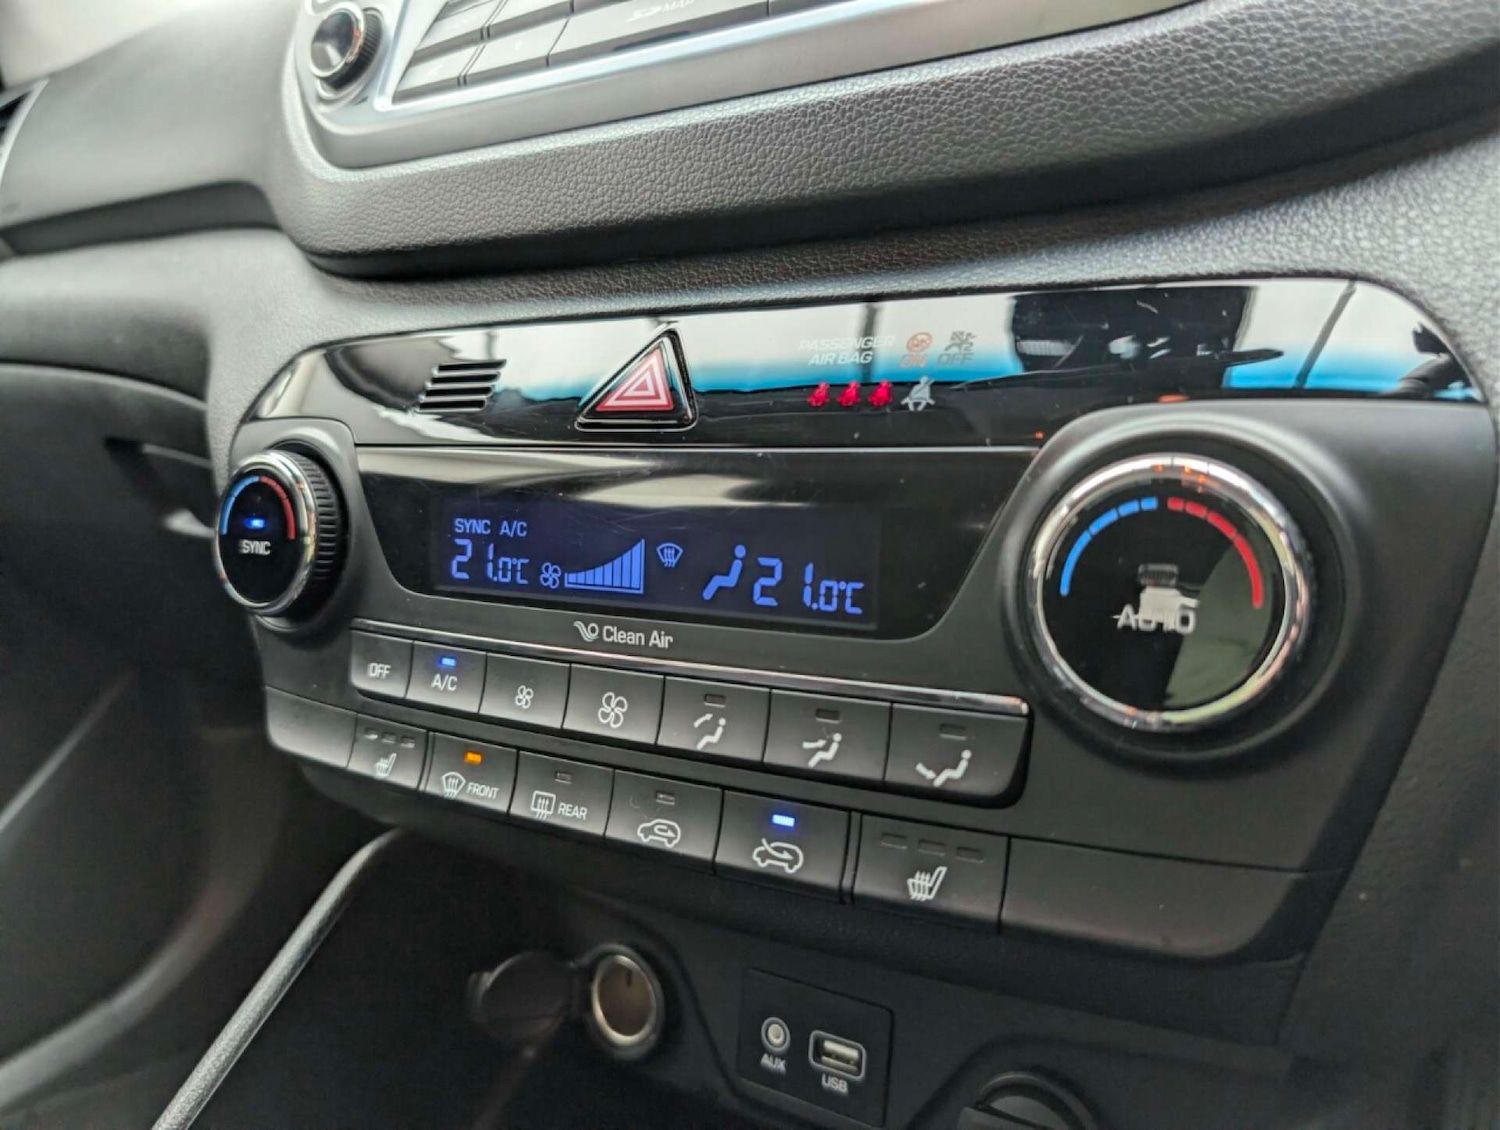 MAP
PASSENGER
AIR BAG
ON OFF
SYNC A/C
21.0°C 21.0°C
SYNC
AUTO
Clean Air
OFF A/C
FRONT REAR
AUX USB